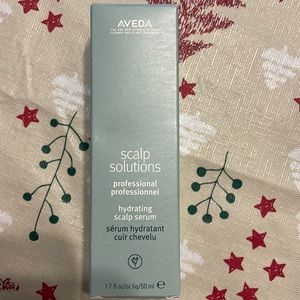 AVEDA
THE ART AND SCIENCE OF PURE
FLOWER AND PLANT ESSENCES
scalp
solutions
professional
professionnel
hydrating
scalp serum
sérum hydratant
cuir chevelu
1.7 fl oz/oz liq/50 ml e